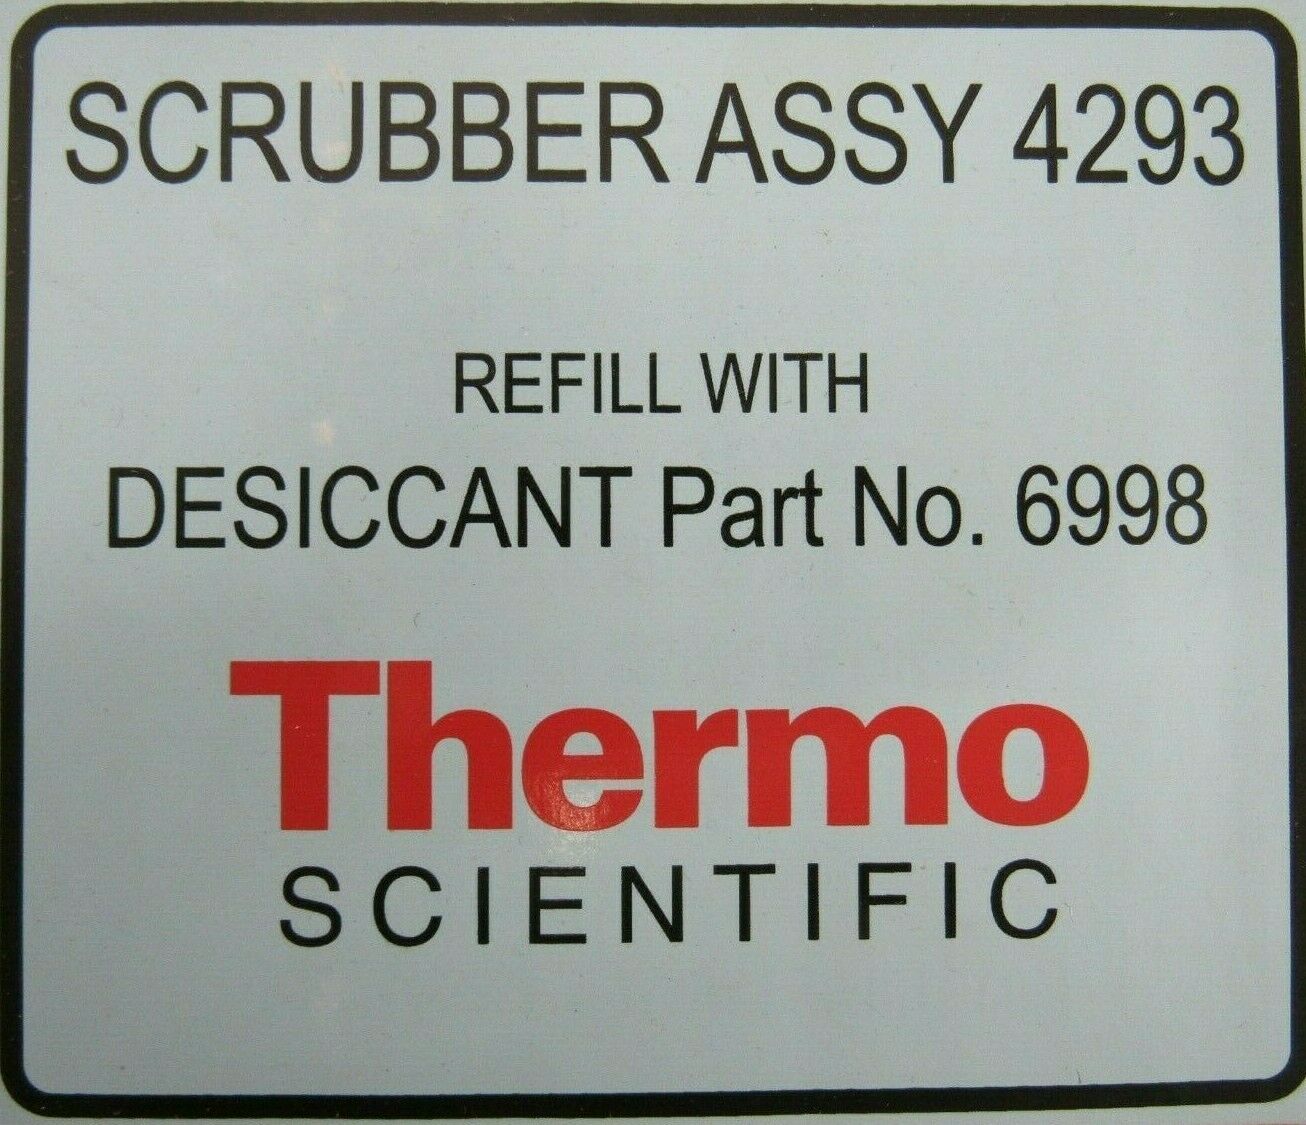 SCRUBBER ASSY 4293
REFILL WITH
DESICCANT Part No. 6998
Thermo
SCIENTIFIC